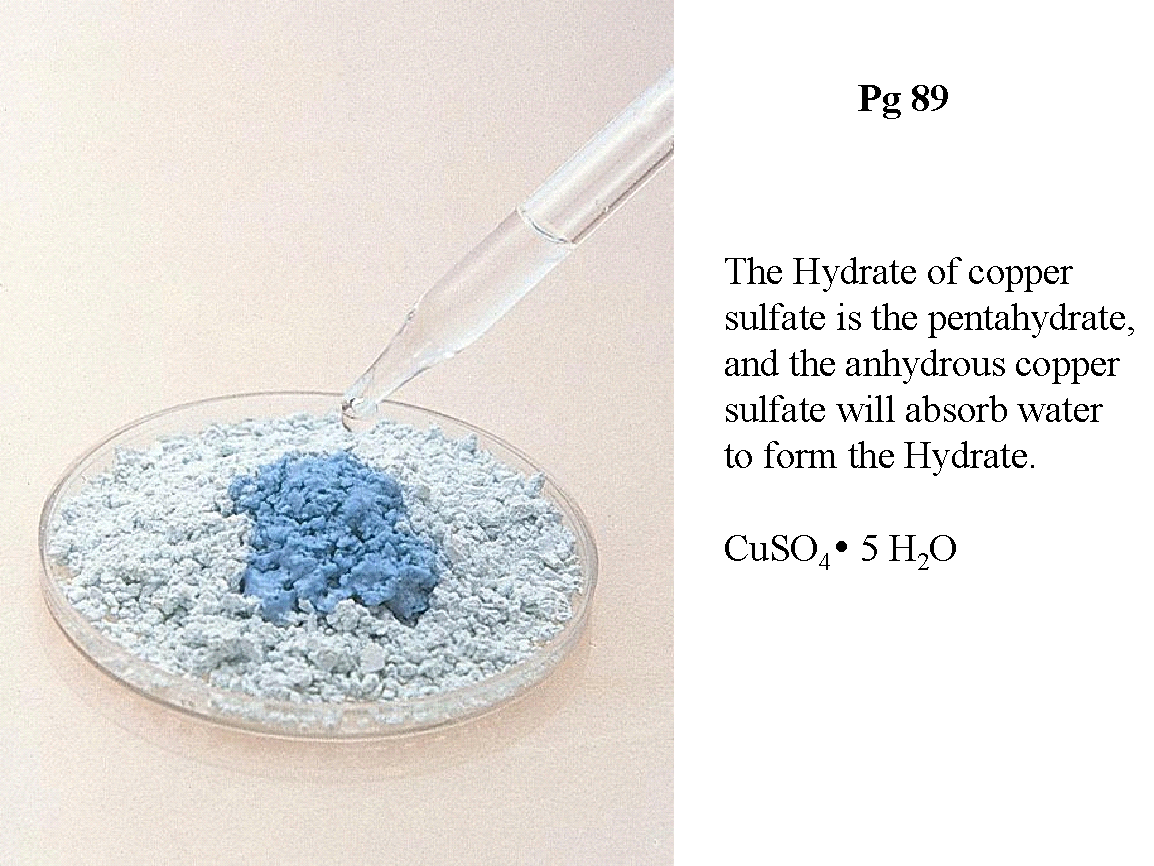 Pg 89
The Hydrate of copper
sulfate is the pentahydrate,
and the anhydrous copper
sulfate will absorb water
to form the Hydrate.
CuSO₄• 5 H₂O